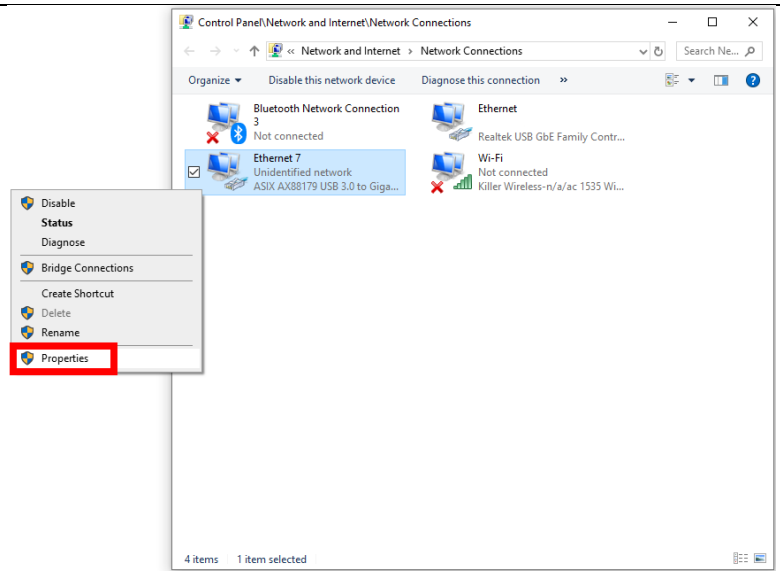 Control Panel\Network and Internet\Network Connections
« Network and Internet › Network Connections
Search Ne...
Organize
Disable this network device
Diagnose this connection
»
Bluetooth Network Connection
3
Not connected
Ethernet
Realtek USB GbE Family Contr...
Ethernet 7
Unidentified network
ASIX AX88179 USB 3.0 to Giga...
Wi-Fi
Not connected
Killer Wireless-n/a/ac 1535 Wi...
Disable
Status
Diagnose
Bridge Connections
Create Shortcut
Delete
Rename
Properties
4 items
1 item selected